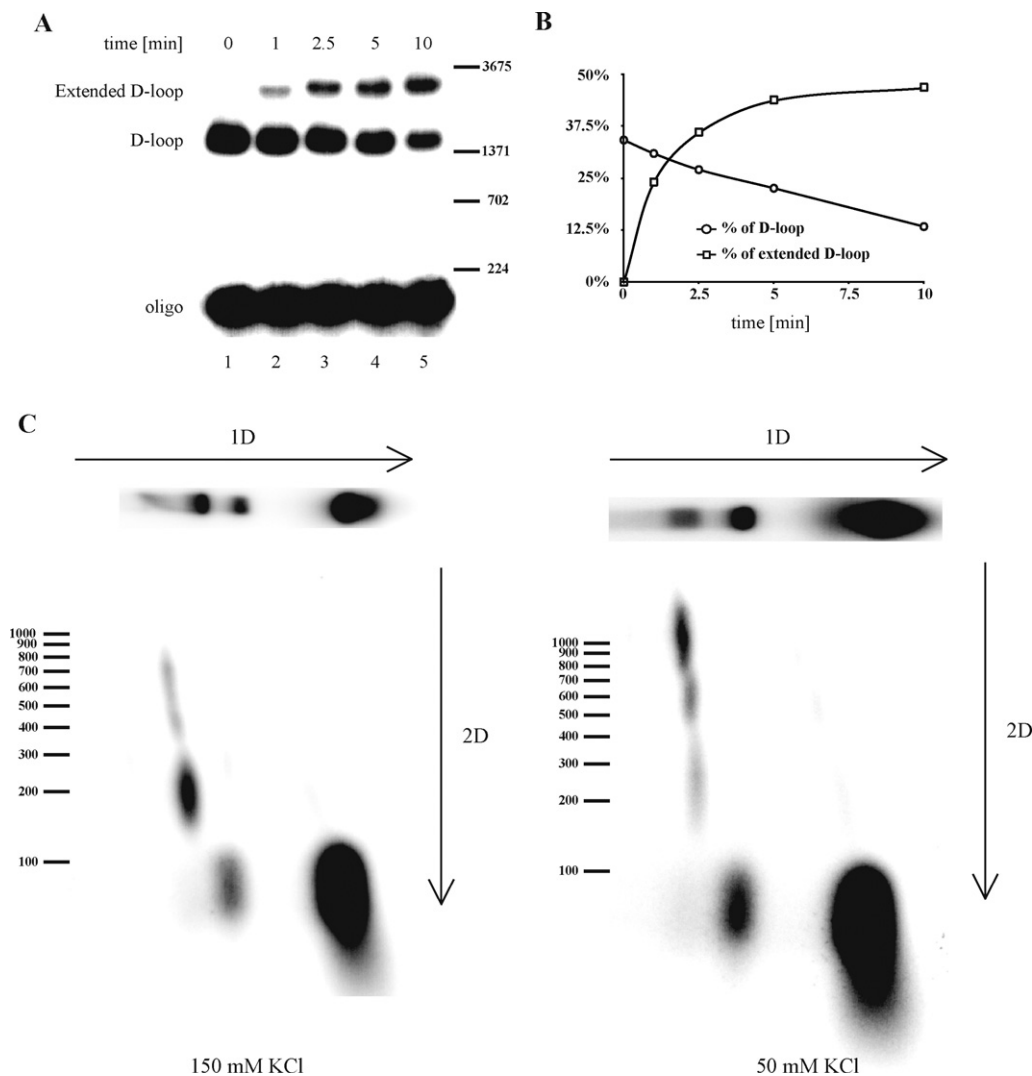 A
time [min] 0 1 2.5 5 10
Extended D-loop
D-loop
oligo
3675
1371
702
224
1 2 3 4 5
B
50%
37.5%
25%
12.5%
0%
% of D-loop
% of extended D-loop
0 2.5 5 7.5 10
time [min]
C
1D
1000
900
800
700
600
500
400
300
200
100
2D
150 mM KCl
1D
1000
900
800
700
600
500
400
300
200
100
2D
50 mM KCl